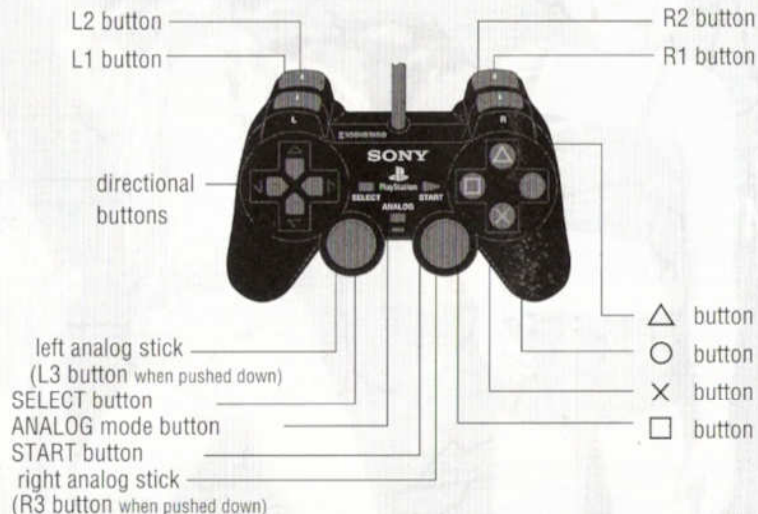 L2 button
L1 button
R2 button
R1 button
L
R
DUALSHOCK 2
SONY
PlayStation
SELECT
START
ANALOG
directional
buttons
△ button
○ button
× button
□ button
left analog stick
(L3 button when pushed down)
SELECT button
ANALOG mode button
START button
right analog stick
(R3 button when pushed down)